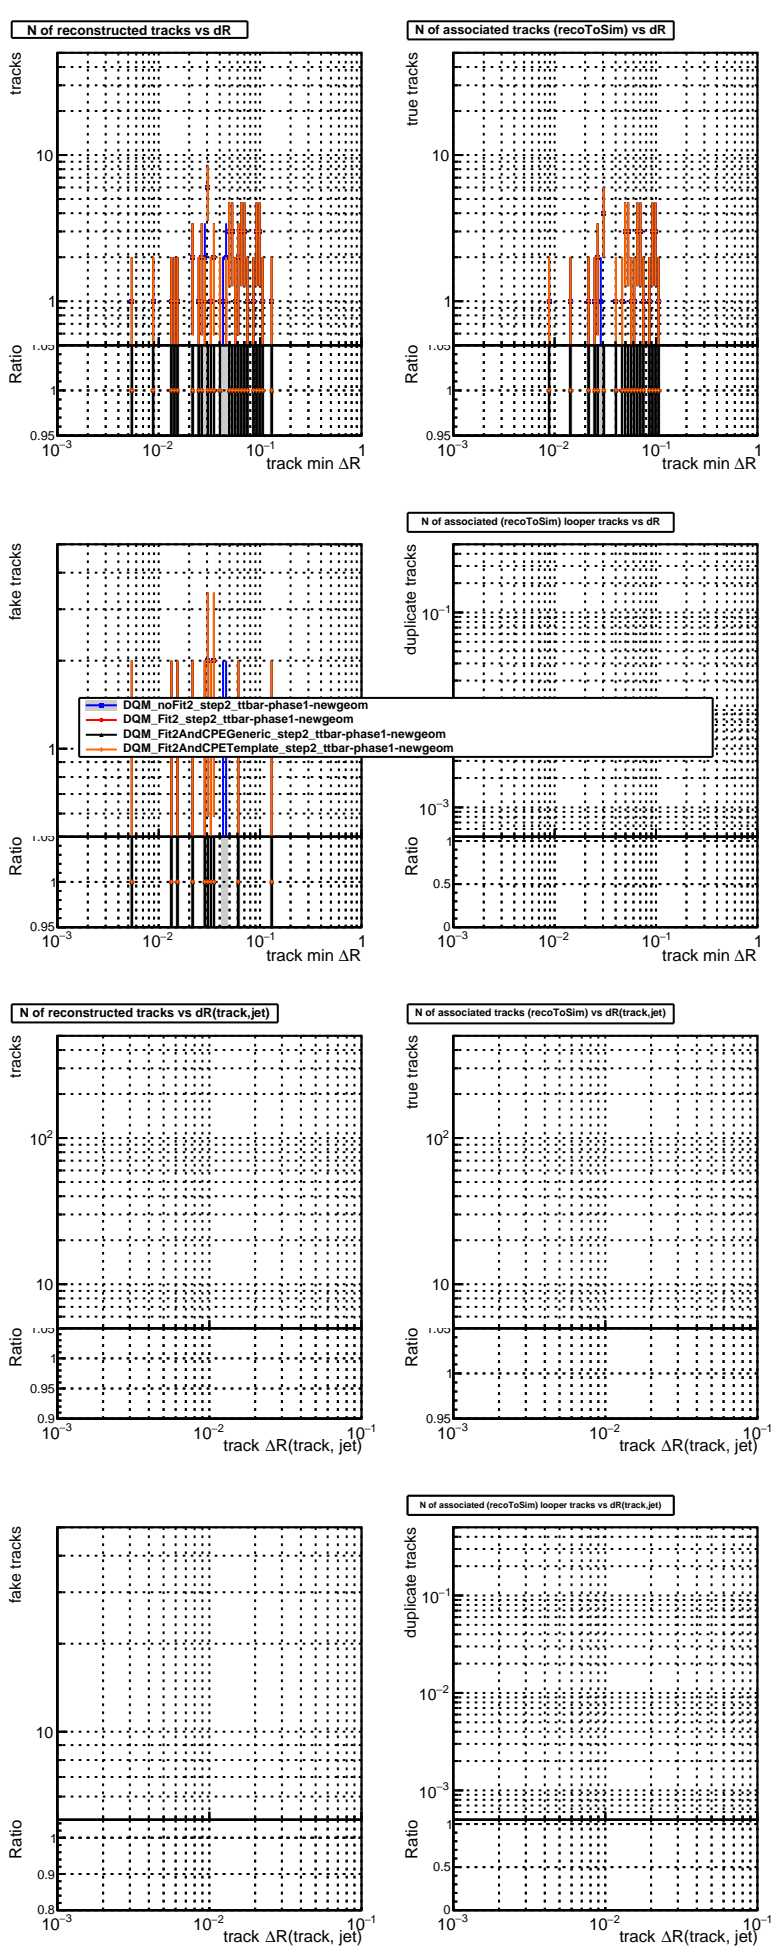 N of reconstructed tracks vs dR
tracks
10
1
1.05
Ratio
1
0.95
10⁻³ 10⁻² 10⁻¹ 1
track min ΔR
N of associated tracks (recoToSim) vs dR
true tracks
10
1
1.05
Ratio
1
0.95
10⁻³ 10⁻² 10⁻¹ 1
track min ΔR
fake tracks
1
1.05
Ratio
1
0.95
10⁻³ 10⁻² 10⁻¹ 1
track min ΔR
N of associated (recoToSim) looper tracks vs dR
duplicate tracks
10⁻¹
10⁻³
Ratio
1
0.5
0
10⁻³ 10⁻² 10⁻¹ 1
track min ΔR
DQM_noFit2_step2_ttbar-phase1-newgeom
DQM_Fit2_step2_ttbar-phase1-newgeom
DQM_Fit2AndCPEGeneric_step2_ttbar-phase1-newgeom
DQM_Fit2AndCPETemplate_step2_ttbar-phase1-newgeom
N of reconstructed tracks vs dR(track,jet)
tracks
10²
10
1.05
Ratio
1
0.95
0.9
10⁻³ 10⁻² 10⁻¹
track ΔR(track, jet)
N of associated tracks (recoToSim) vs dR(track,jet)
true tracks
10²
10
1.05
Ratio
1
0.95
10⁻³ 10⁻² 10⁻¹
track ΔR(track, jet)
fake tracks
10
Ratio
1
0.9
0.8
10⁻³ 10⁻² 10⁻¹
track ΔR(track, jet)
N of associated (recoToSim) looper tracks vs dR(track,jet)
duplicate tracks
10⁻¹
10⁻²
10⁻³
Ratio
1
0.5
0
10⁻³ 10⁻² 10⁻¹
track ΔR(track, jet)